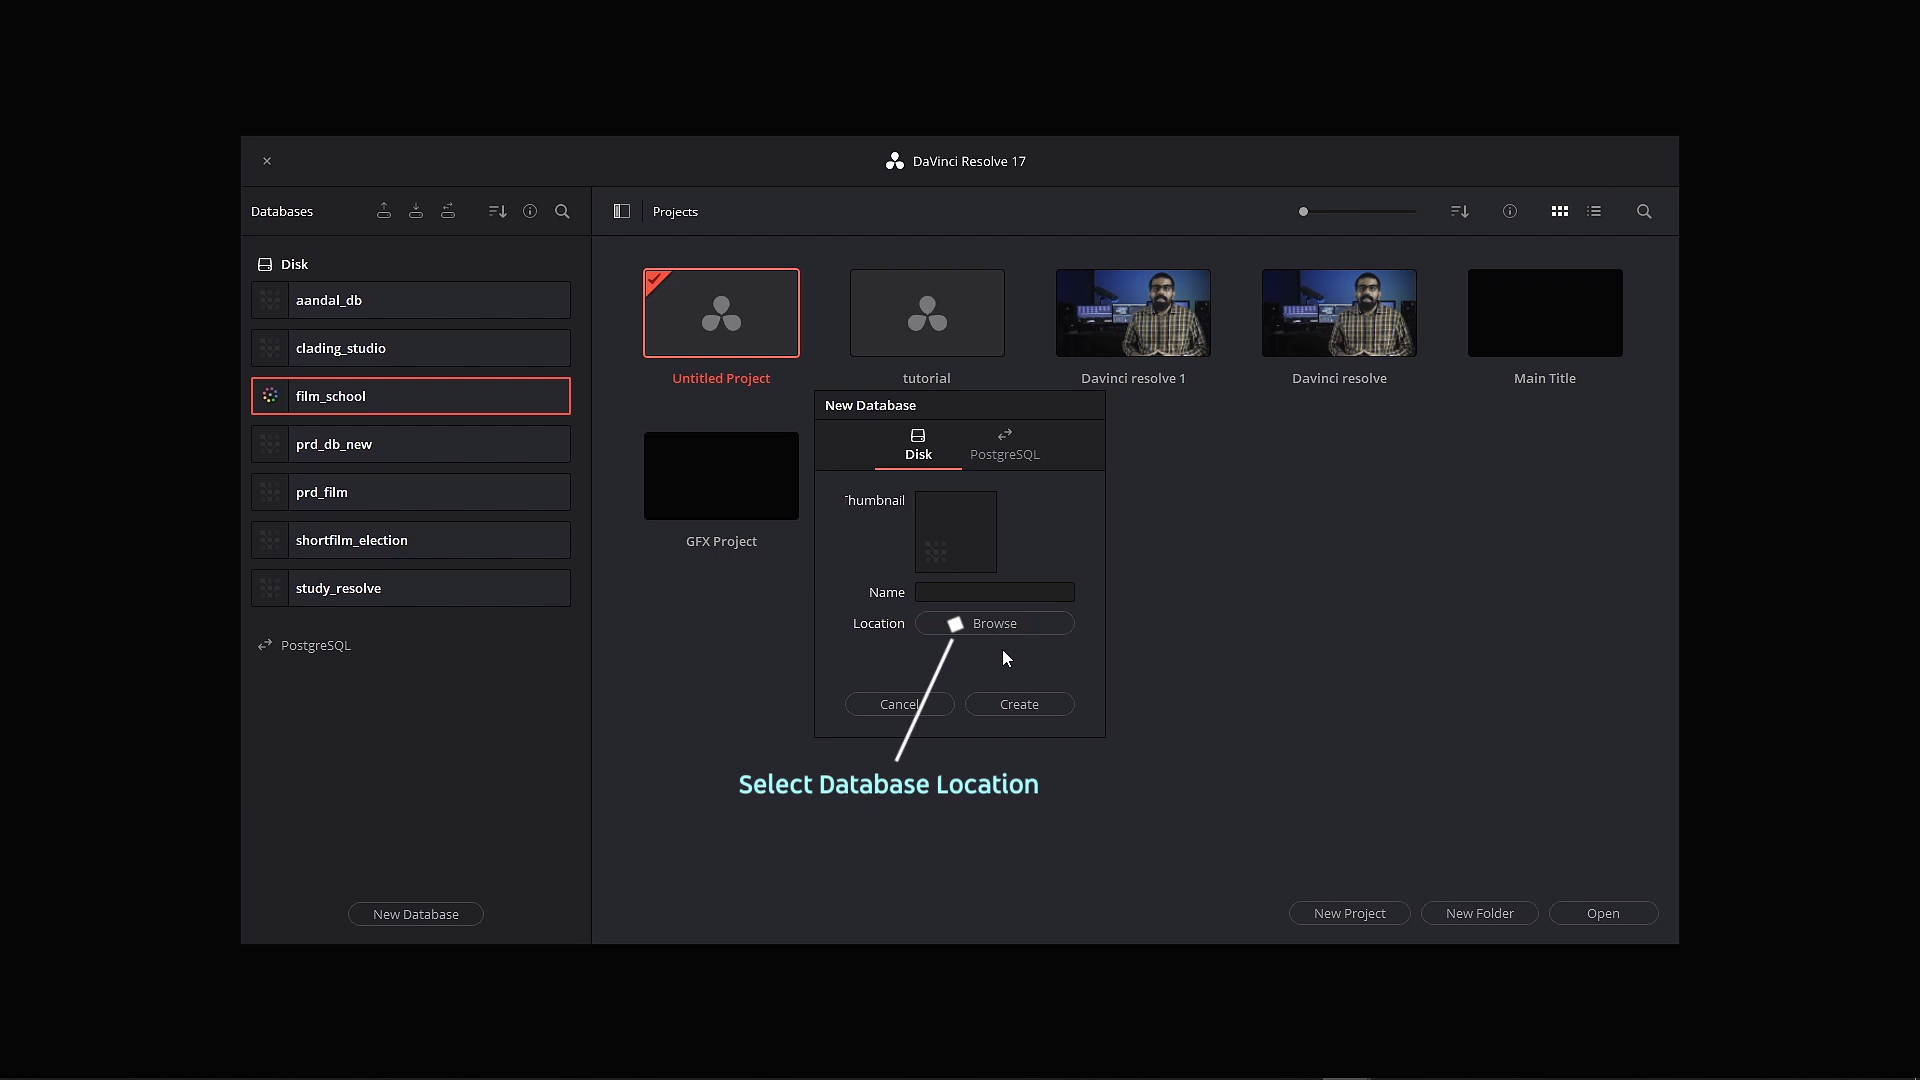 DaVinci Resolve 17
Databases
Projects
Disk
aandal_db
clading_studio
film_school
prd_db_new
prd_film
shortfilm_election
study_resolve
PostgreSQL
Untitled Project
tutorial
Davinci resolve 1
Davinci resolve
Main Title
GFX Project
New Database
Disk
PostgreSQL
Thumbnail
Name
Location
Browse
Cancel
Create
Select Database Location
New Database
New Project
New Folder
Open